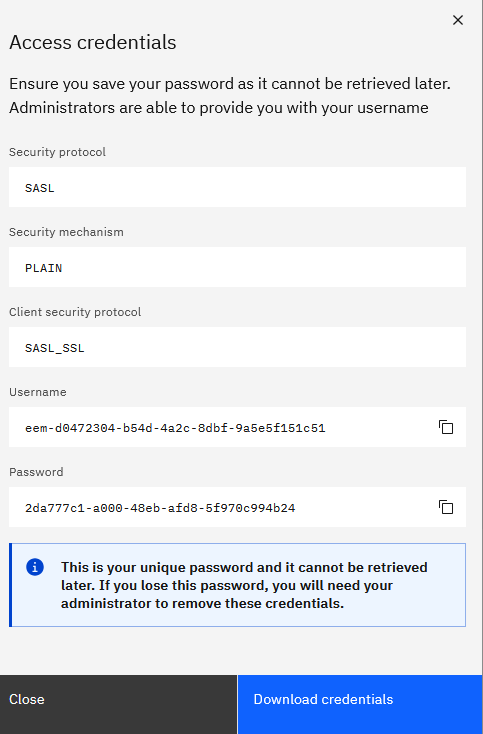 Access credentials
Ensure you save your password as it cannot be retrieved later.
Administrators are able to provide you with your username
Security protocol
SASL
Security mechanism
PLAIN
Client security protocol
SASL_SSL
Username
eem-d0472304-b54d-4a2c-8dbf-9a5e5f151c51
Password
2da777c1-a000-48eb-afd8-5f970c994b24
This is your unique password and it cannot be retrieved
later. If you lose this password, you will need your
administrator to remove these credentials.
Close
Download credentials